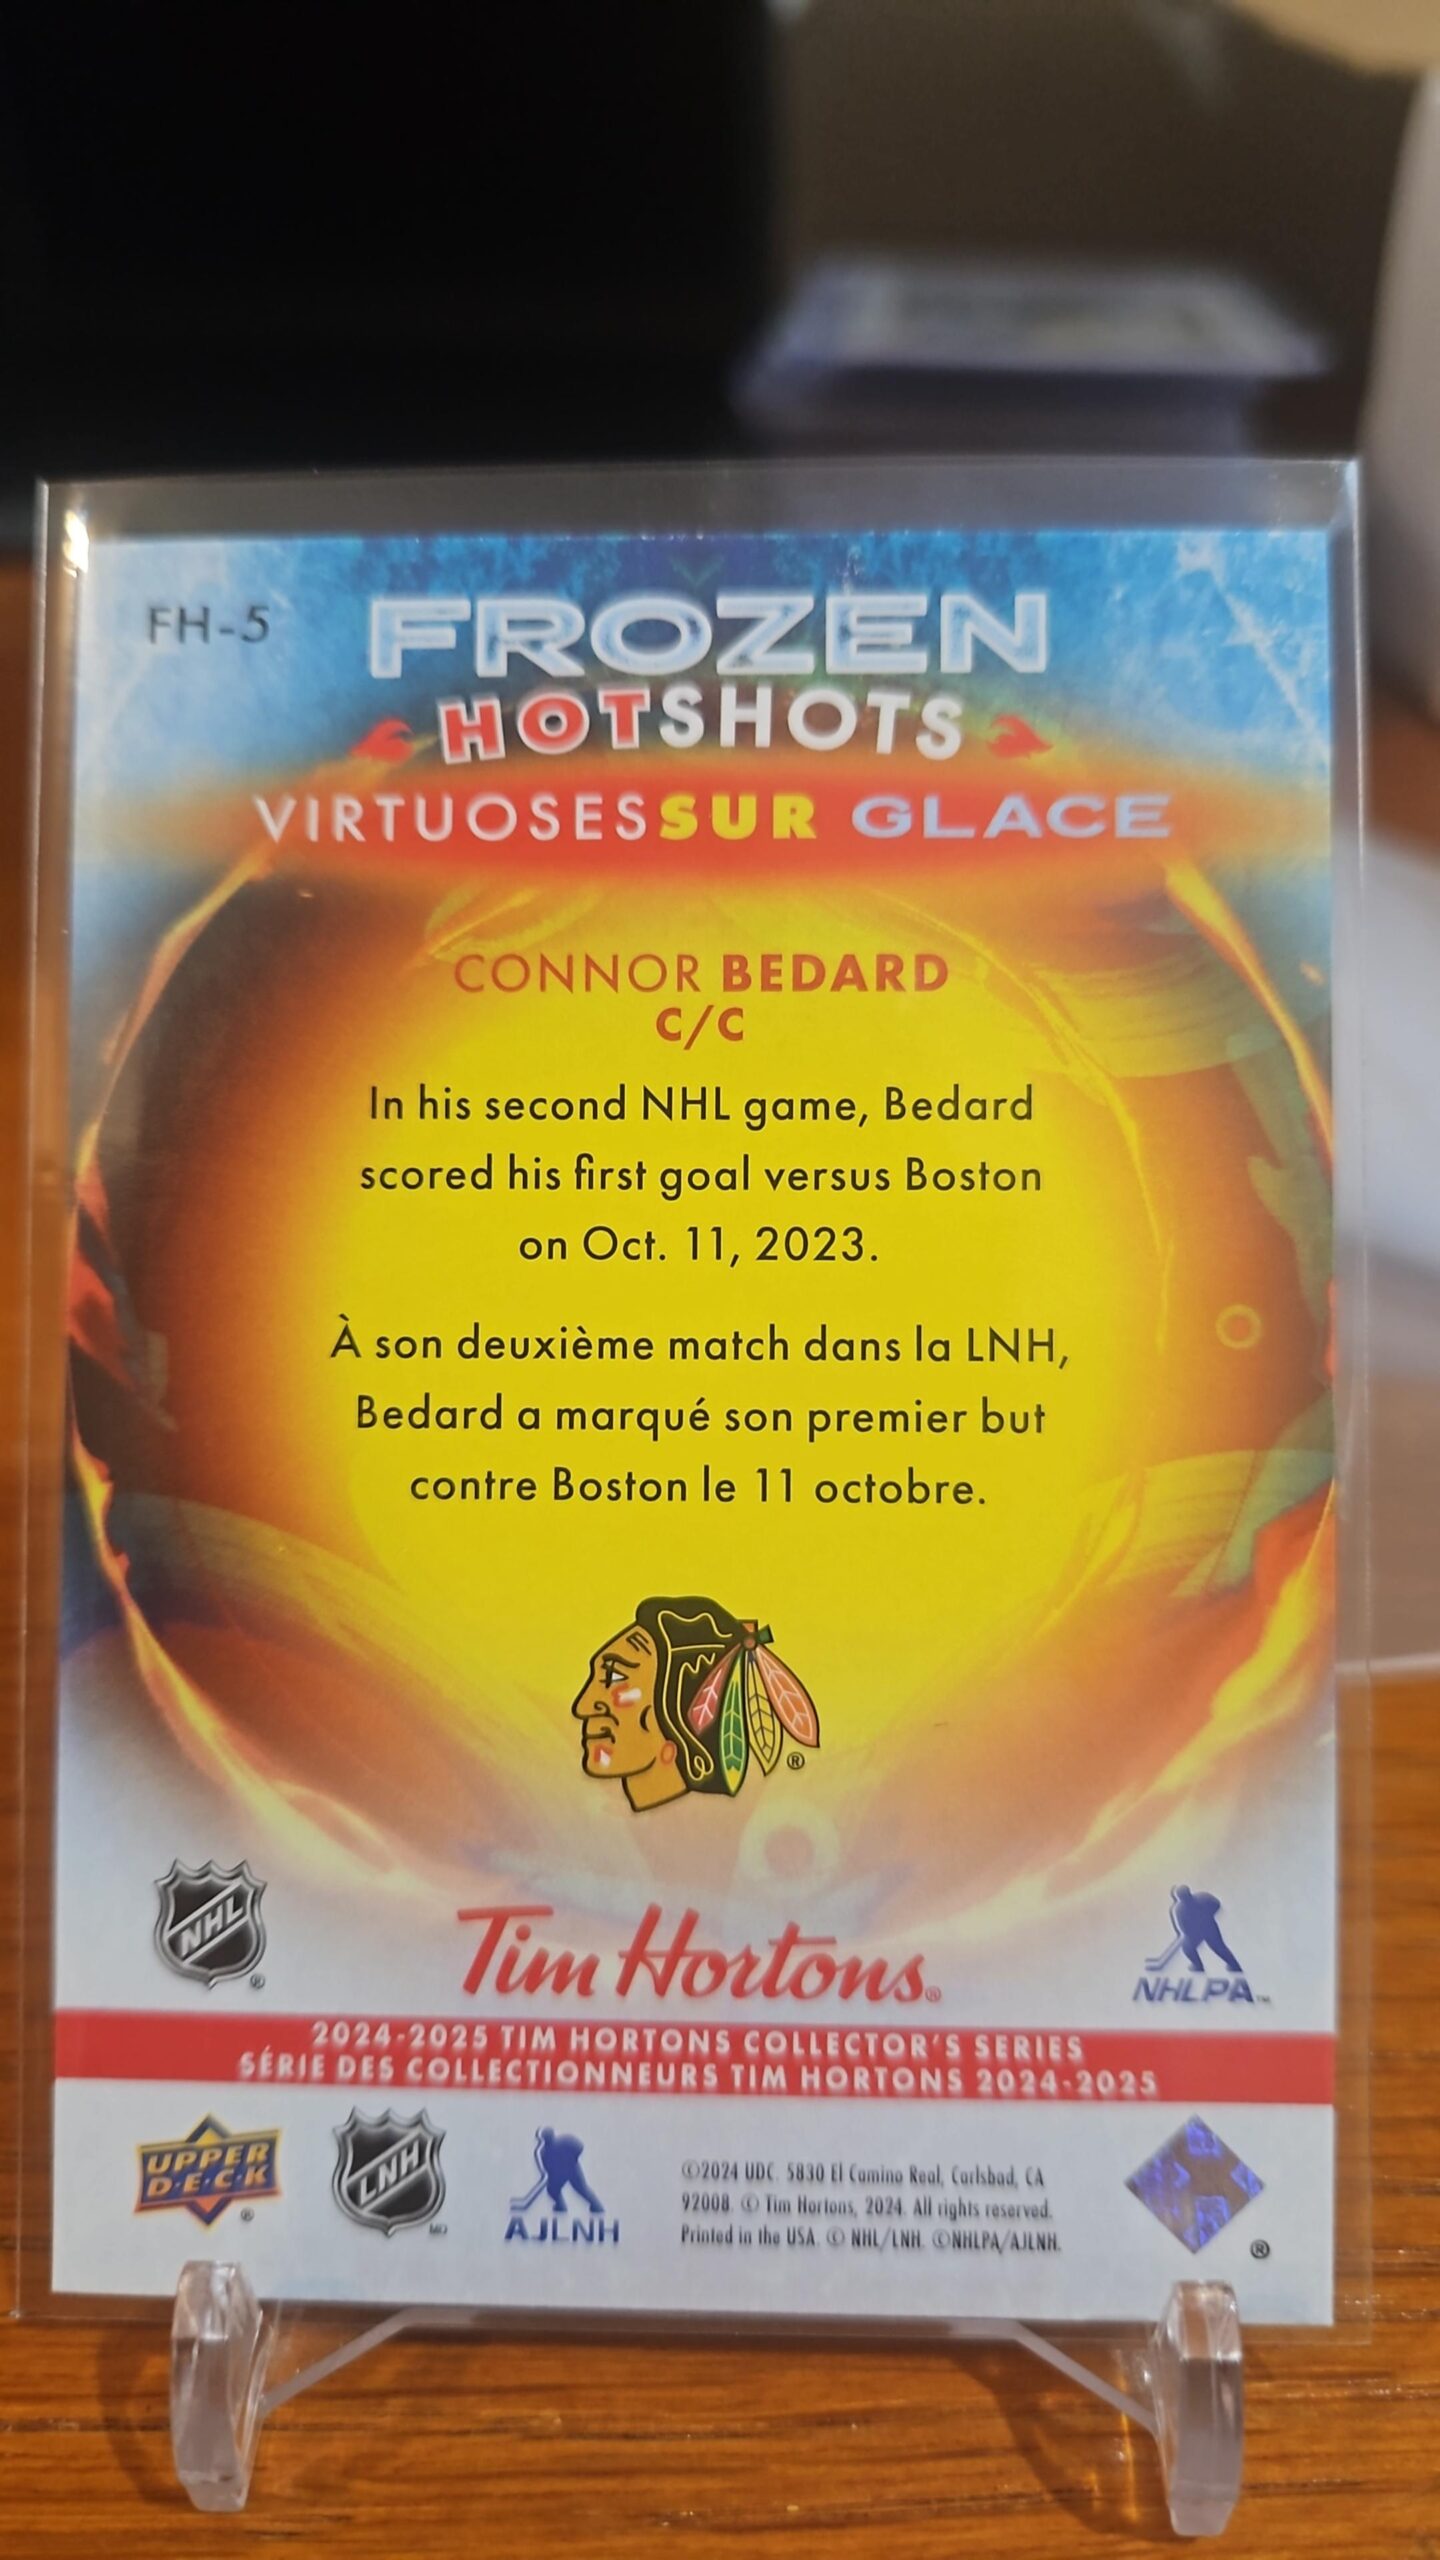 FH-5
FROZEN
HOTSHOTS
VIRTUOSES SUR GLACE
CONNOR BEDARD
C/C
In his second NHL game, Bedard
scored his first goal versus Boston
on Oct. 11, 2023.
À son deuxième match dans la LNH,
Bedard a marqué son premier but
contre Boston le 11 octobre.
®
NHL ®
Tim Hortons®
NHLPA™
2024-2025 TIM HORTONS COLLECTOR'S SERIES
SÉRIE DES COLLECTIONNEURS TIM HORTONS 2024-2025
UPPER
D·E·C·K ®
LNH MD
AJLNH
©2024 UDC. 5830 El Camino Real, Carlsbad, CA
92008. © Tim Hortons, 2024. All rights reserved.
Printed in the USA. © NHL/LNH. ©NHLPA/AJLNH.
®